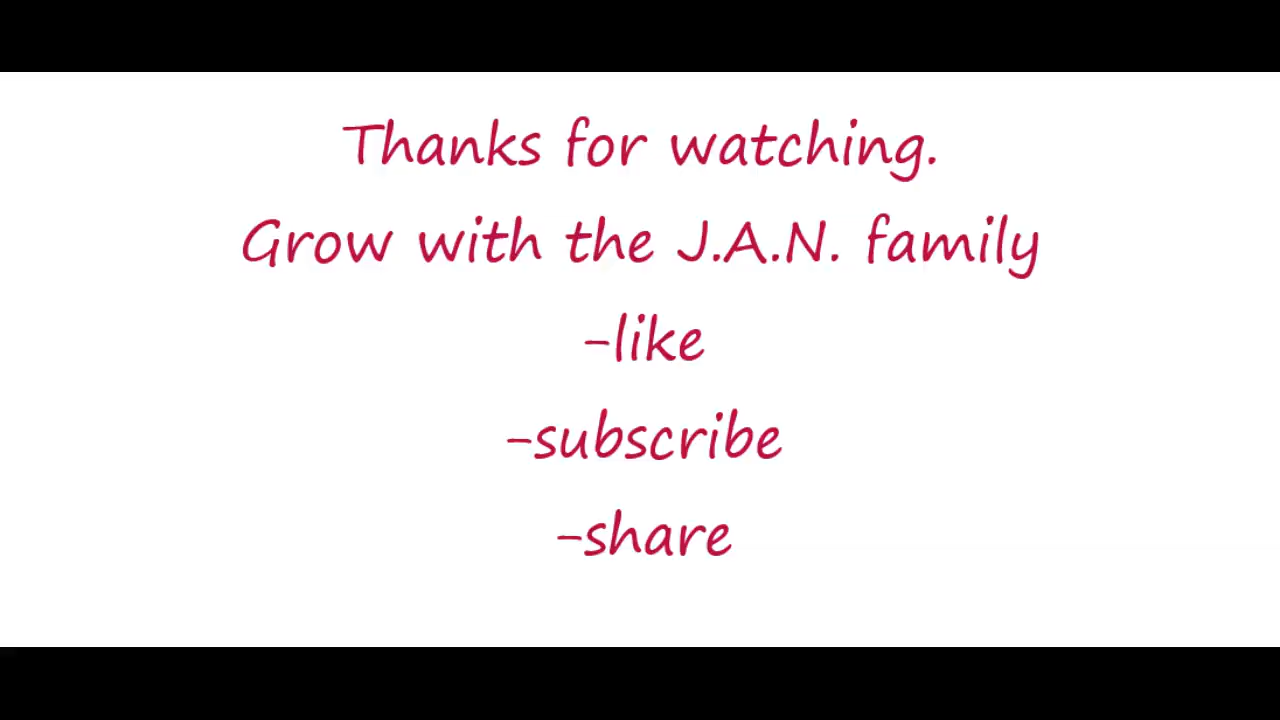 Thanks for watching.
Grow with the J.A.N. family
-like
-subscribe
-share